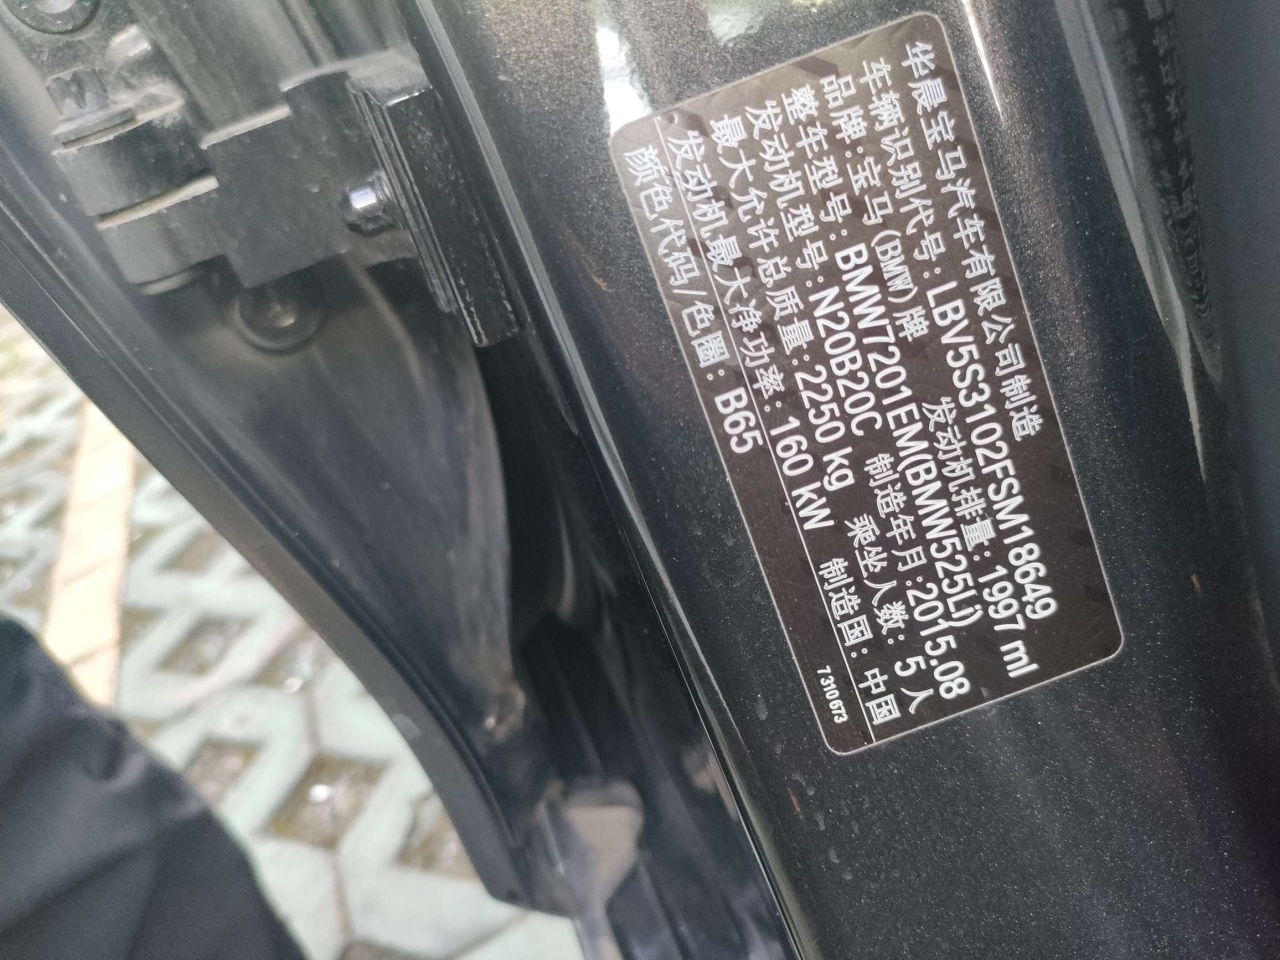 华晨宝马汽车有限公司制造
车辆识别代号:LBV5S3102FSM18649
品牌:宝马(BMW)牌 发动机排量:1997 ml
整车型号:BMW7201EM(BMW525Li)
发动机型号:N20B20C 制造年月:2015.08
最大允许总质量:2250 kg 乘坐人数:5人
发动机最大净功率:160 kW 制造国:中国
颜色代码/色圈:B65 7310673